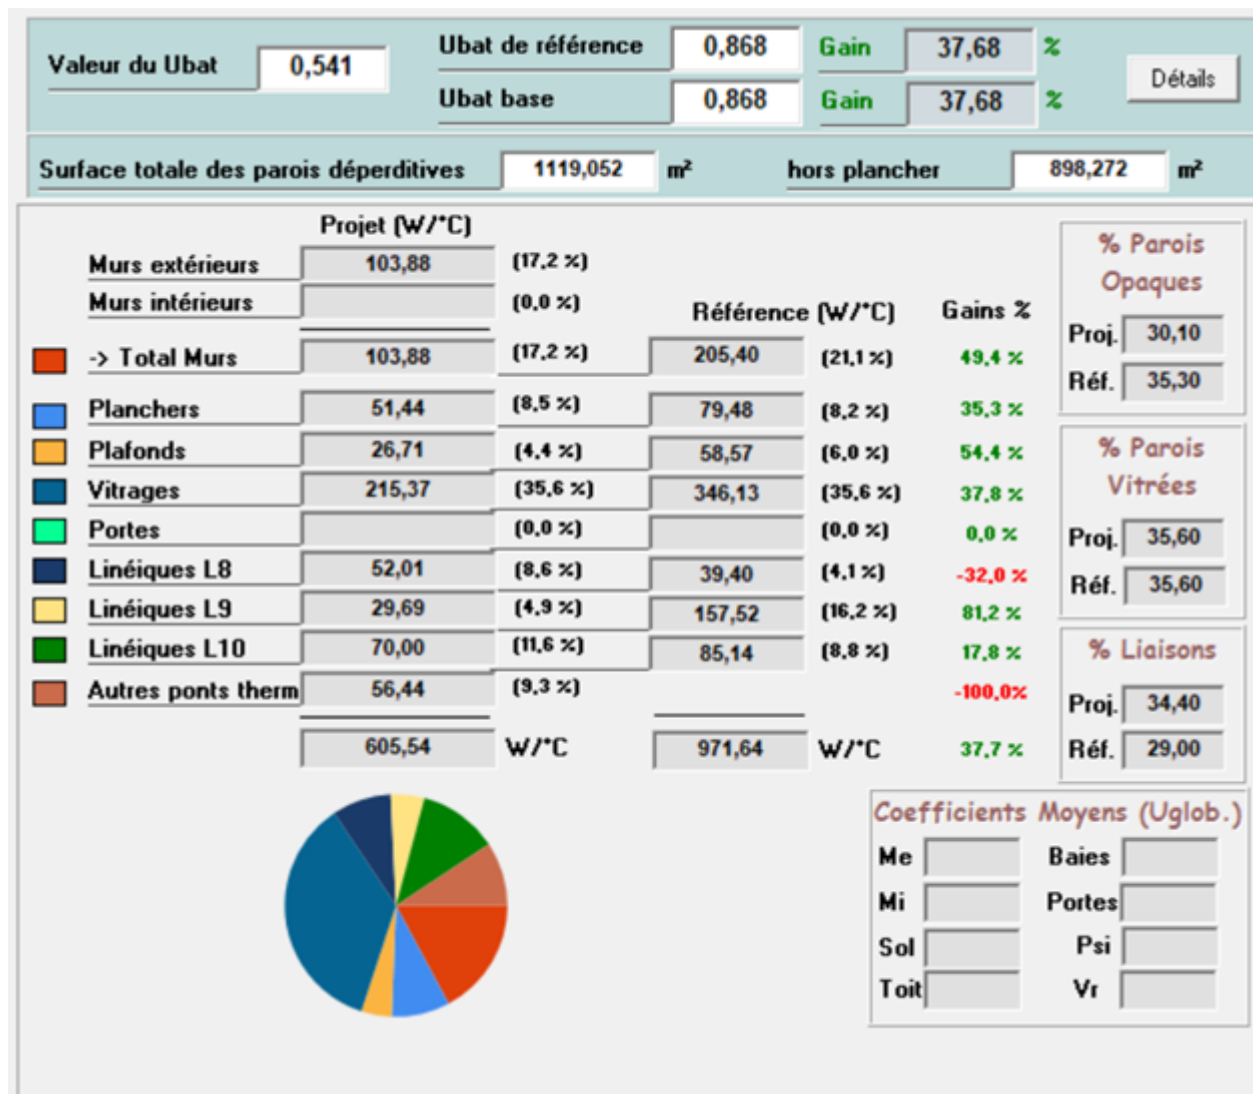 Valeur du Ubat 0,541 Ubat de référence 0,868 Gain 37,68 %
Ubat base 0,868 Gain 37,68 % Détails
Surface totale des parois déperditives 1119,052 m² hors plancher 898,272 m²
Projet (W/°C)
Murs extérieurs 103,88 (17,2 %)
Murs intérieurs (0,0 %)
Référence (W/°C) Gains %
-> Total Murs 103,88 (17,2 %) 205,40 (21,1 %) 49,4 %
Planchers 51,44 (8,5 %) 79,48 (8,2 %) 35,3 %
Plafonds 26,71 (4,4 %) 58,57 (6,0 %) 54,4 %
Vitrages 215,37 (35,6 %) 346,13 (35,6 %) 37,8 %
Portes (0,0 %) (0,0 %) 0,0 %
Linéiques L8 52,01 (8,6 %) 39,40 (4,1 %) -32,0 %
Linéiques L9 29,69 (4,9 %) 157,52 (16,2 %) 81,2 %
Linéiques L10 70,00 (11,6 %) 85,14 (8,8 %) 17,8 %
Autres ponts therm 56,44 (9,3 %) -100,0%
605,54 W/°C 971,64 W/°C 37,7 %
% Parois
Opaques
Proj. 30,10
Réf. 35,30
% Parois
Vitrées
Proj. 35,60
Réf. 35,60
% Liaisons
Proj. 34,40
Réf. 29,00
Coefficients Moyens (Uglob.)
Me Baies
Mi Portes
Sol Psi
Toit Vr